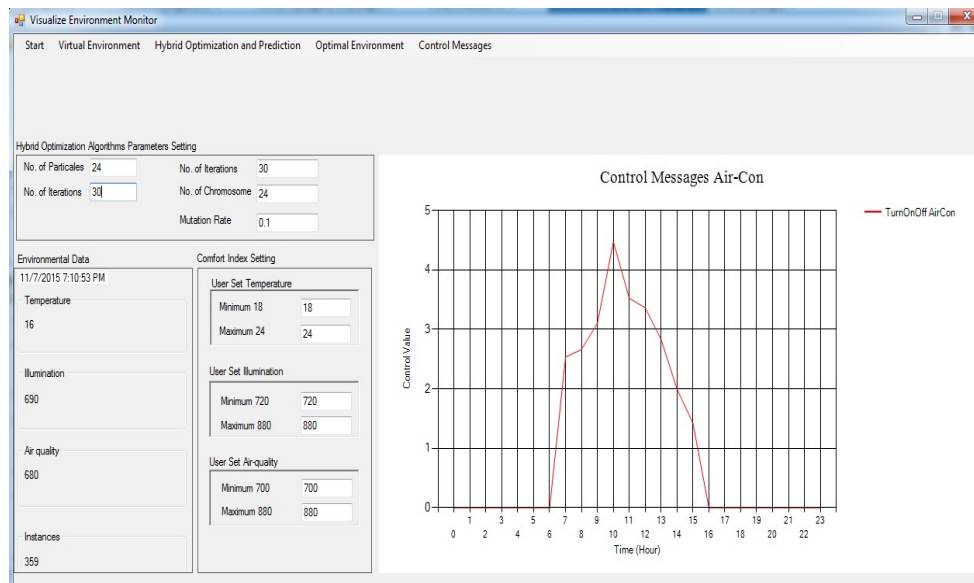 Visualize Environment Monitor
Start Virtual Environment Hybrid Optimization and Prediction Optimal Environment Control Messages
Hybrid Optimization Algorithms Parameters Setting
No. of Particales 24 No. of Iterations 30
No. of Iterations 30 No. of Chromosome 24
Mutation Rate 0.1
Environmental Data
11/7/2015 7:10:53 PM
Temperature
16
Illumination
690
Air quality
680
Instances
359
Comfort Index Setting
User Set Temperature
Minimum 18 18
Maximum 24 24
User Set Illumination
Minimum 720 720
Maximum 880 880
User Set Air-quality
Minimum 700 700
Maximum 880 880
Control Messages Air-Con
TurnOnOff AirCon
Control Value
5
4
3
2
1
0
1 3 5 7 9 11 13 15 17 19 21 23
0 2 4 6 8 10 12 14 16 18 20 22
Time (Hour)